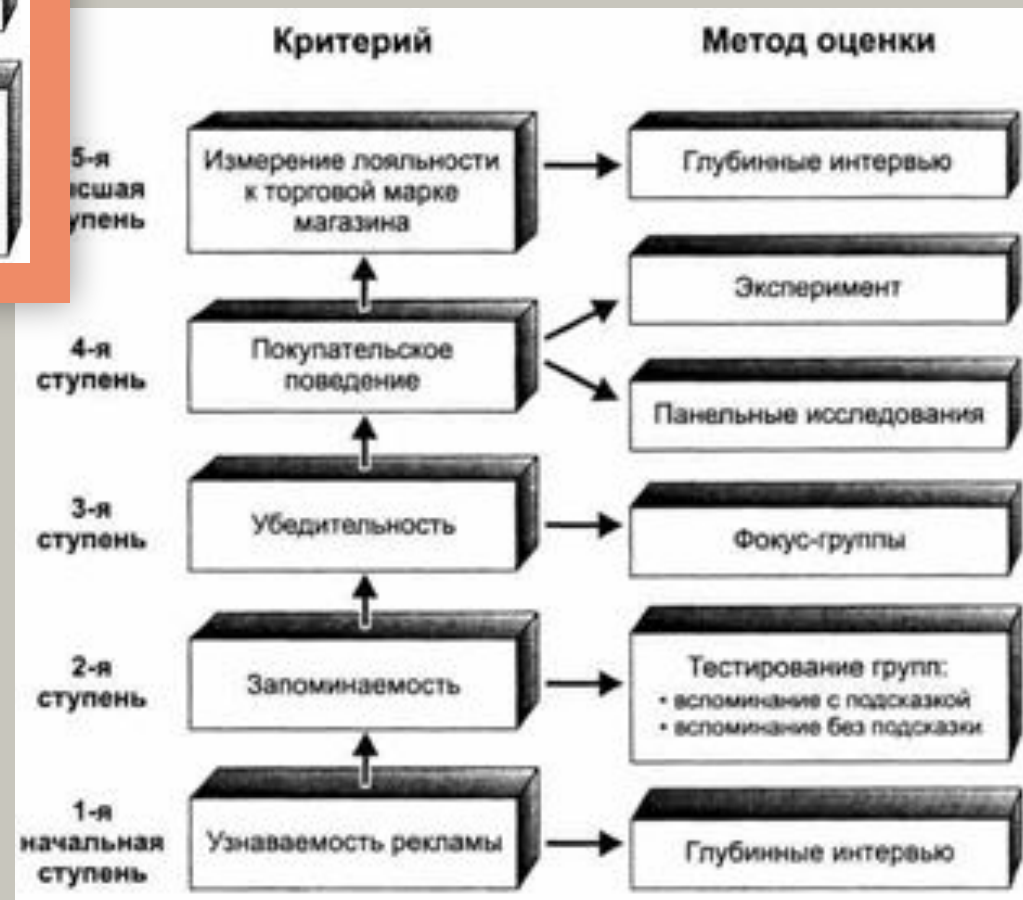 Критерий
Метод оценки
5-я
ступень
Измерение лояльности
к торговой марке
магазина
Глубинные интервью
4-я
ступень
Покупательское
поведение
Эксперимент
Панельные исследования
3-я
ступень
Убедительность
Фокус-группы
2-я
ступень
Запоминаемость
Тестирование групп:
• вспоминание с подсказкой
• вспоминание без подсказки
1-я
начальная
ступень
Узнаваемость рекламы
Глубинные интервью